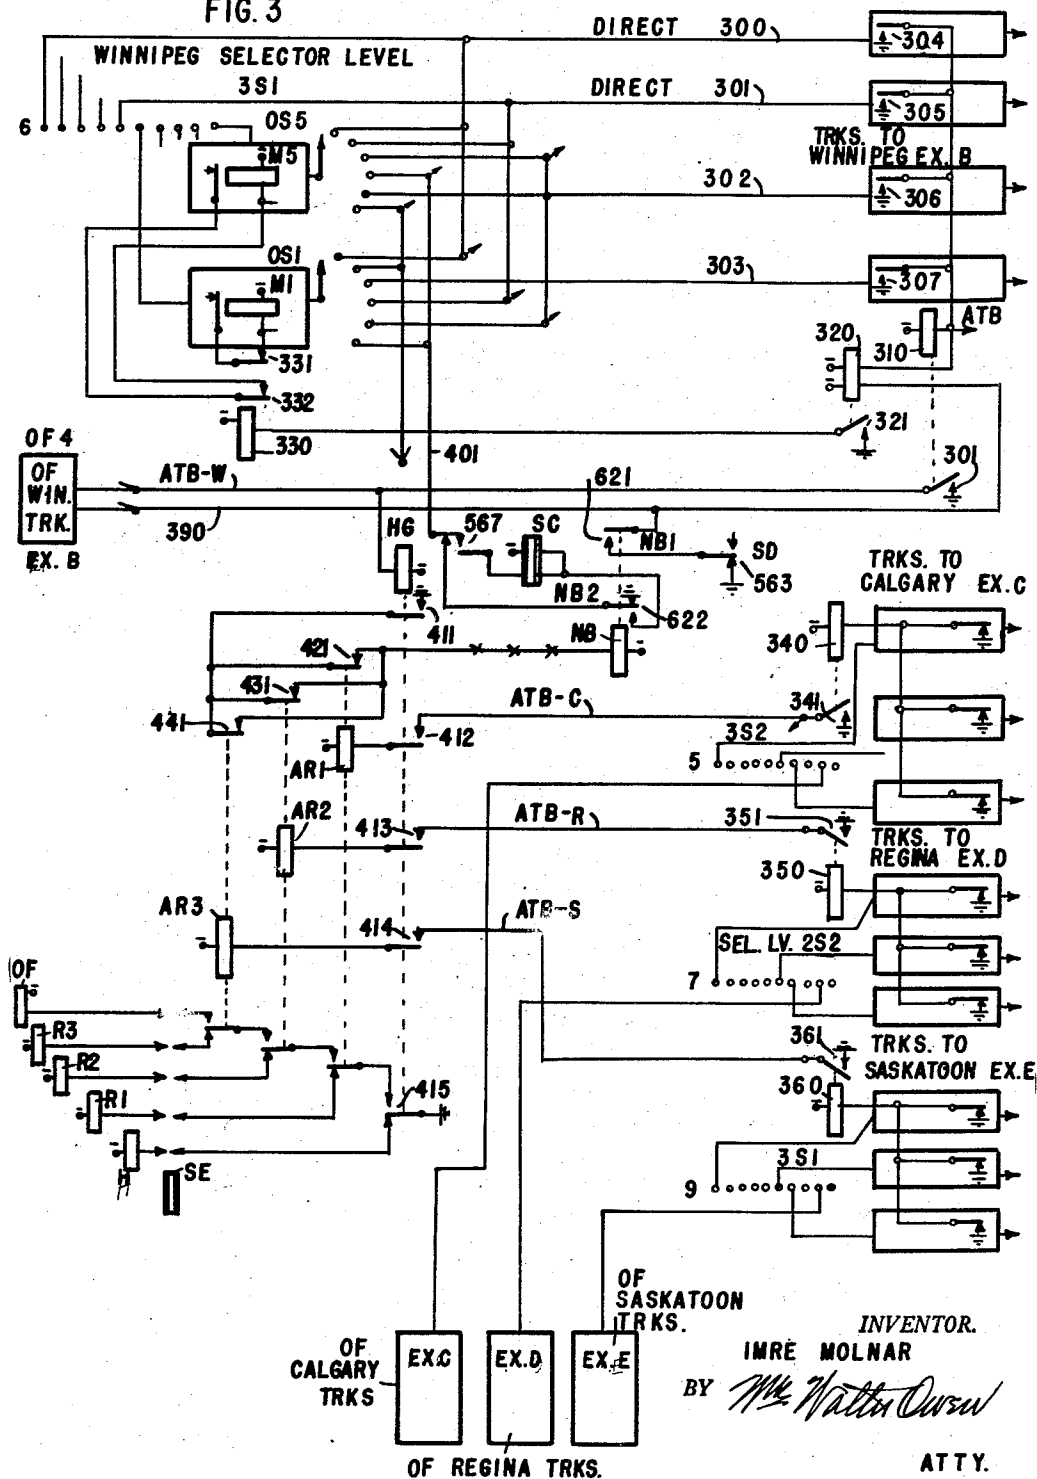 FIG. 3
DIRECT 300
304
WINNIPEG SELECTOR LEVEL
3S1
DIRECT 301
305
6
OS5
M5
TRKS. TO
WINNIPEG EX. B
302
306
OS1
M1
303
307
ATB
320
310
331
332
330
321
401
OF 4
OF
WIN.
TRK.
EX. B
ATB-W
390
301
621
HG
567
SC
NB1
SD
563
NB2
622
NB
411
421
431
441
TRKS. TO
CALGARY EX.C
340
341
ATB-C
412
3S2
5
AR1
AR2
413
ATB-R
351
TRKS. TO
REGINA EX.D
350
AR3
414
ATB-S
SEL. LV. 2S2
7
OF
R3
R2
R1
H
SE
415
361
TRKS. TO
SASKATOON EX.E
360
3S1
9
OF
SASKATOON
TRKS.
OF
CALGARY
TRKS
EX.C
EX.D
EX.E
OF REGINA TRKS.
INVENTOR.
IMRE MOLNAR
BY Mc Walter Owen
ATTY.